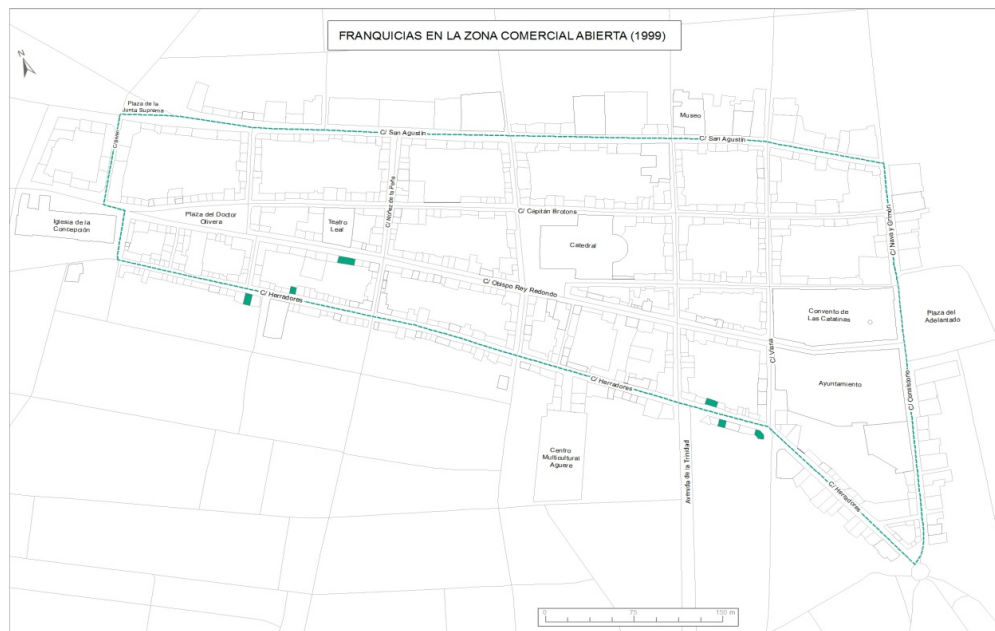 FRANQUICIAS EN LA ZONA COMERCIAL ABIERTA (1999)
N
Plaza de la
Junta Suprema
C/ San Agustín
Museo
C/ San Agustín
C/ Núñez de la Peña
Iglesia de la
Concepción
Plaza del Doctor
Olivera
Teatro
Leal
C/ Capitán Brotons
Catedral
C/ Nava y Grimón
C/ Obispo Rey Redondo
C/ Herradores
Convento de
Las Catalinas
Plaza del
Adelantado
C/ Viana
Ayuntamiento
C/ Herradores
C/ Consistorio
Centro
Multicultural
Aguere
Avenida de la Trinidad
C/ Herradores
0 75 150 m